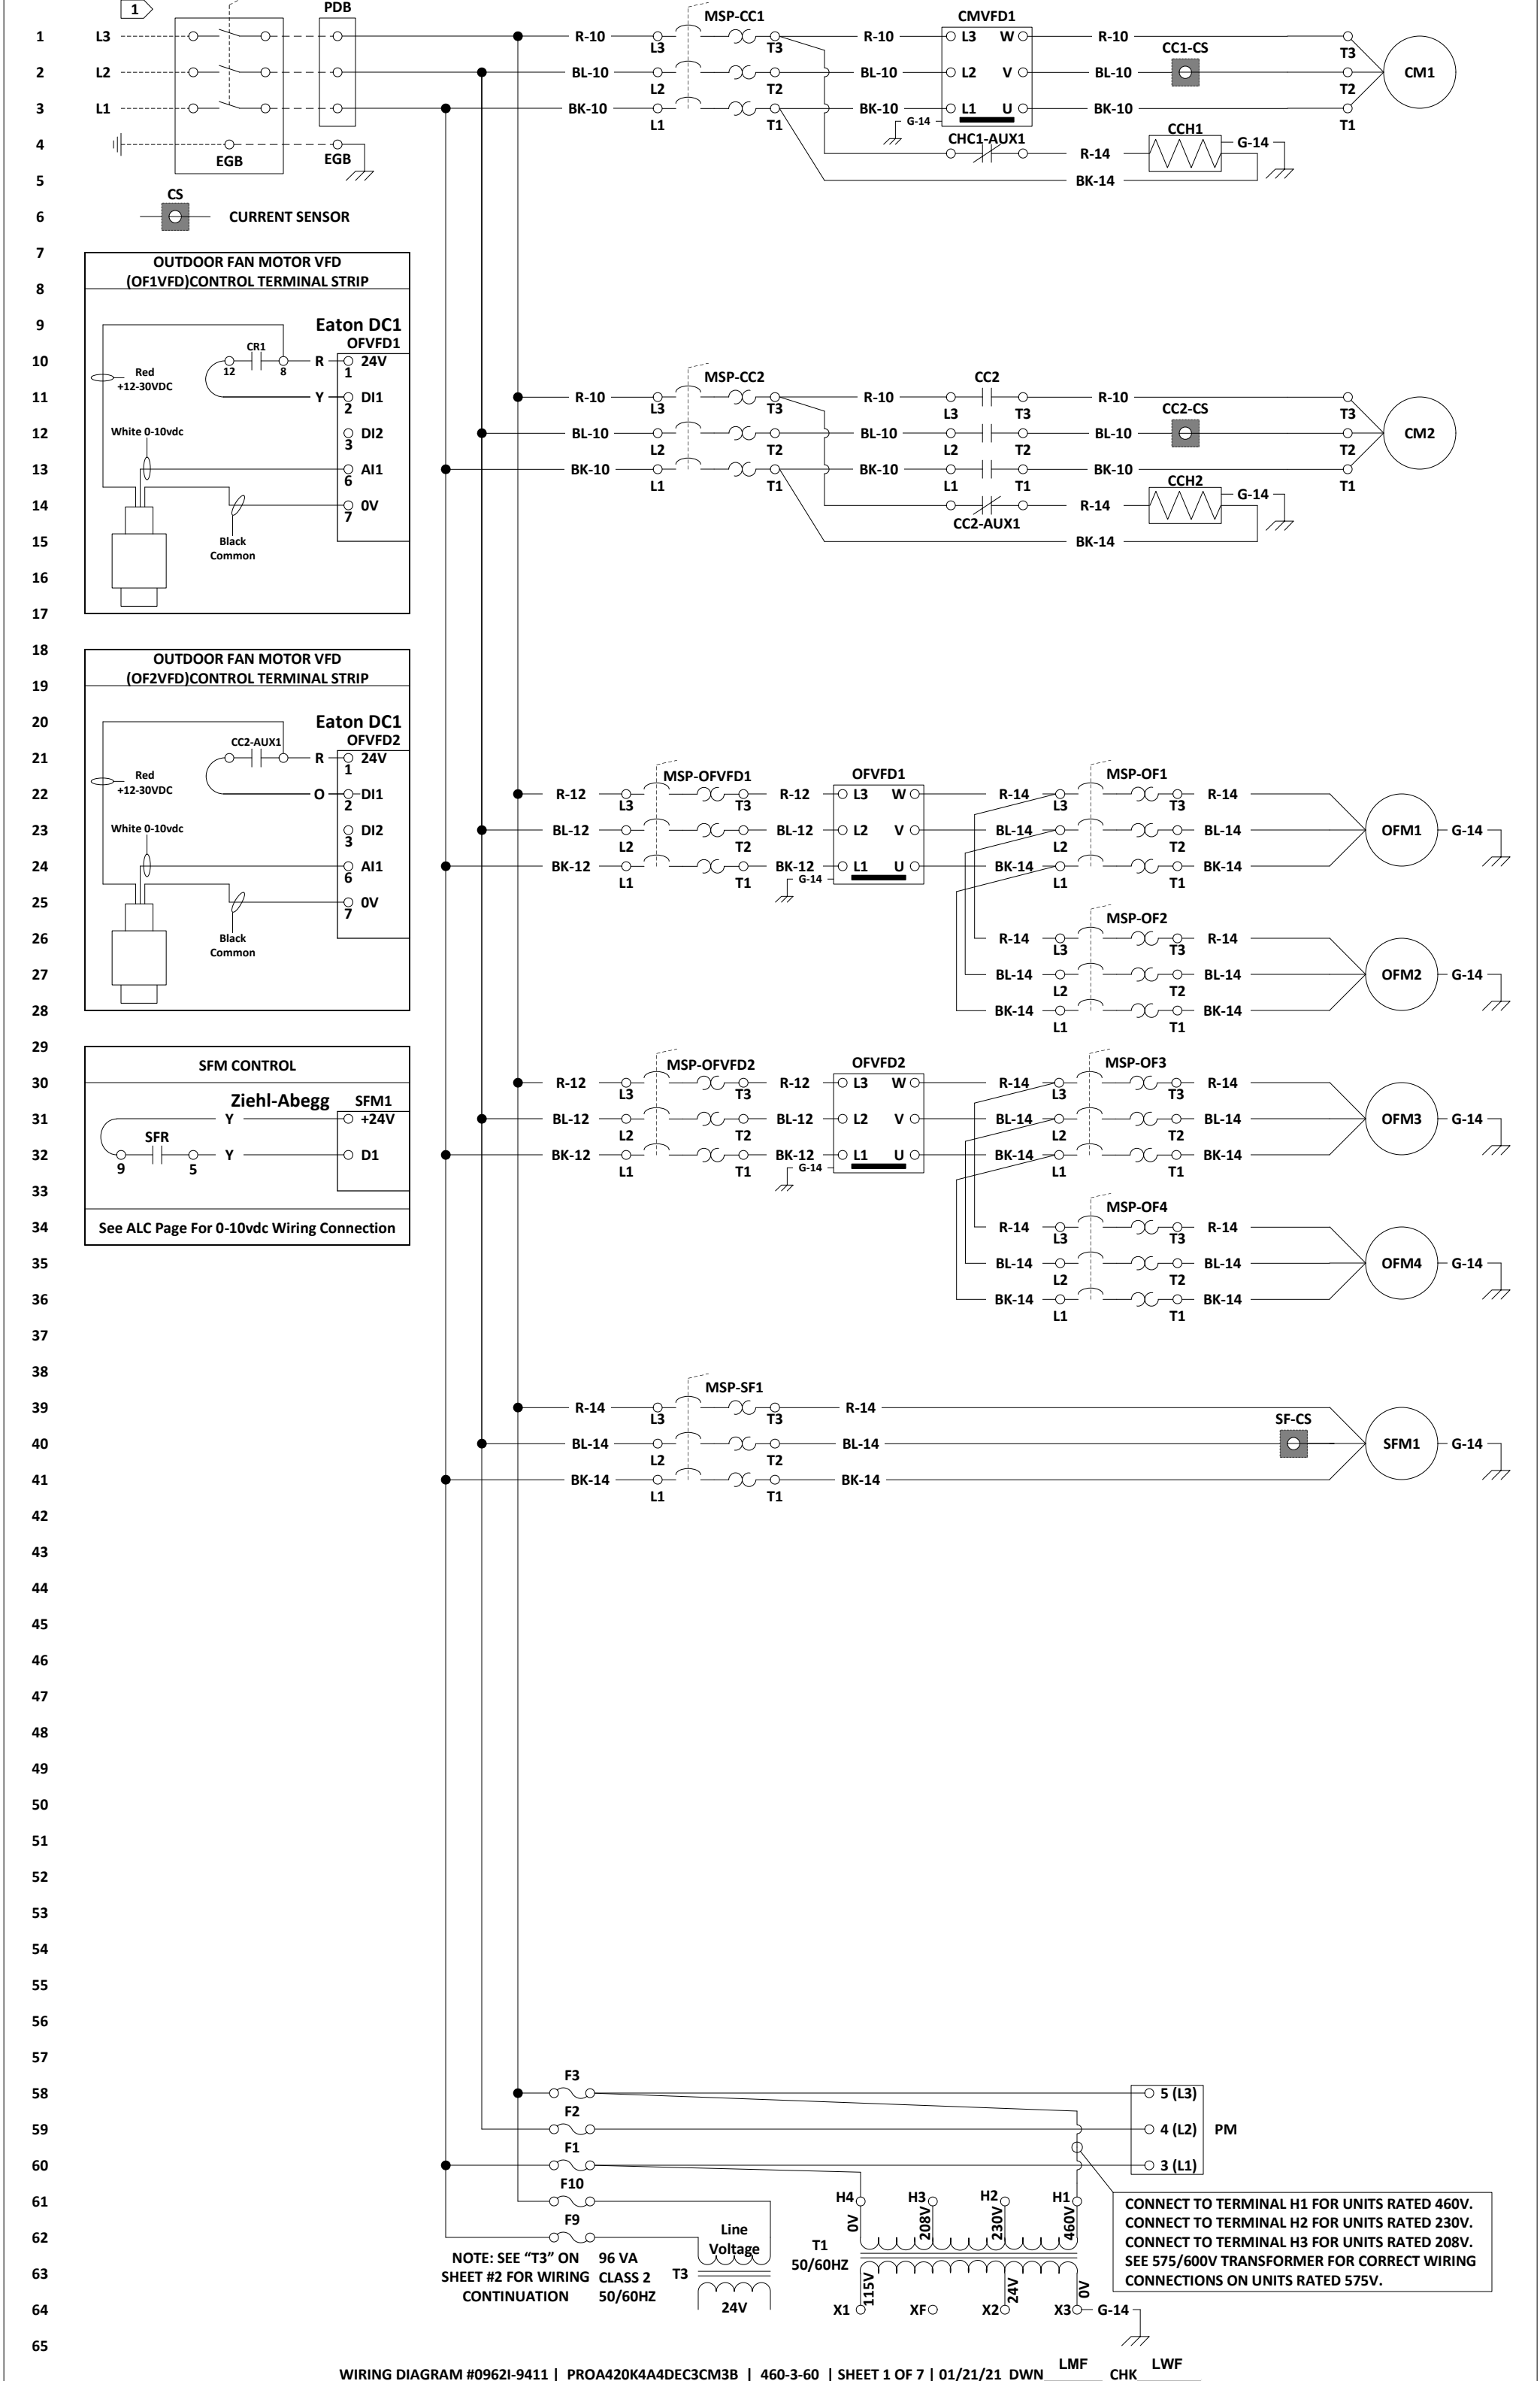 1
PDB
MSP-CC1
CMVFD1
1 L3 R-10 L3 T3 R-10 L3 W R-10 T3
CC1-CS
2 L2 BL-10 L2 T2 BL-10 L2 V BL-10 T2 CM1
3 L1 BK-10 L1 T1 BK-10 L1 U BK-10 T1
G-14
CHC1-AUX1 CCH1
4 EGB EGB R-14 G-14
5 BK-14
CS
6 CURRENT SENSOR
7
OUTDOOR FAN MOTOR VFD
(OF1VFD)CONTROL TERMINAL STRIP
8
9 Eaton DC1
OFVFD1
CR1
10 12 8 R 24V
1
Red
+12-30VDC
Y DI1
2
White 0-10vdc
DI2
3
AI1
6
0V
7
Black
Common
MSP-CC2 CC2
11 R-10 L3 T3 R-10 L3 T3 R-10 T3
CC2-CS
12 BL-10 L2 T2 BL-10 L2 T2 BL-10 T2 CM2
13 BK-10 L1 T1 BK-10 L1 T1 BK-10 T1
CCH2
14 CC2-AUX1 R-14 G-14
15 BK-14
16
17
18
OUTDOOR FAN MOTOR VFD
(OF2VFD)CONTROL TERMINAL STRIP
19
20 Eaton DC1
OFVFD2
CC2-AUX1
21 R 24V
1
Red
+12-30VDC
O DI1
2
White 0-10vdc
DI2
3
AI1
6
0V
7
Black
Common
MSP-OFVFD1 OFVFD1 MSP-OF1
22 R-12 L3 T3 R-12 L3 W R-14 L3 T3 R-14
23 BL-12 L2 T2 BL-12 L2 V BL-14 L2 T2 BL-14 OFM1 G-14
24 BK-12 L1 T1 BK-12 L1 U BK-14 L1 T1 BK-14
G-14
25
MSP-OF2
26 R-14 L3 T3 R-14
27 BL-14 L2 T2 BL-14 OFM2 G-14
28 BK-14 L1 T1 BK-14
29
SFM CONTROL
MSP-OFVFD2 OFVFD2 MSP-OF3
30 R-12 L3 T3 R-12 L3 W R-14 L3 T3 R-14
Ziehl-Abegg SFM1
Y +24V
31 BL-12 L2 T2 BL-12 L2 V BL-14 L2 T2 BL-14 OFM3 G-14
SFR
9 5 Y D1
32 BK-12 L1 T1 BK-12 L1 U BK-14 L1 T1 BK-14
G-14
33
MSP-OF4
See ALC Page For 0-10vdc Wiring Connection
34 R-14 L3 T3 R-14
35 BL-14 L2 T2 BL-14 OFM4 G-14
36 BK-14 L1 T1 BK-14
37
38
MSP-SF1
39 R-14 L3 T3 R-14
SF-CS
40 BL-14 L2 T2 BL-14 SFM1 G-14
41 BK-14 L1 T1 BK-14
42
43
44
45
46
47
48
49
50
51
52
53
54
55
56
57
F3
58 5 (L3)
F2
59 4 (L2) PM
F1
60 3 (L1)
F10
61 H4 H3 H2 H1
0V 208V 230V 460V
F9
62 Line
Voltage
T1
50/60HZ
NOTE: SEE “T3” ON
SHEET #2 FOR WIRING
CONTINUATION
96 VA
CLASS 2
50/60HZ
63 T3
24V
115V 24V 0V
64 X1 XF X2 X3 G-14
65
CONNECT TO TERMINAL H1 FOR UNITS RATED 460V.
CONNECT TO TERMINAL H2 FOR UNITS RATED 230V.
CONNECT TO TERMINAL H3 FOR UNITS RATED 208V.
SEE 575/600V TRANSFORMER FOR CORRECT WIRING
CONNECTIONS ON UNITS RATED 575V.
WIRING DIAGRAM #0962I-9411 | PROA420K4A4DEC3CM3B | 460-3-60 | SHEET 1 OF 7 | 01/21/21 DWN LMF CHK LWF